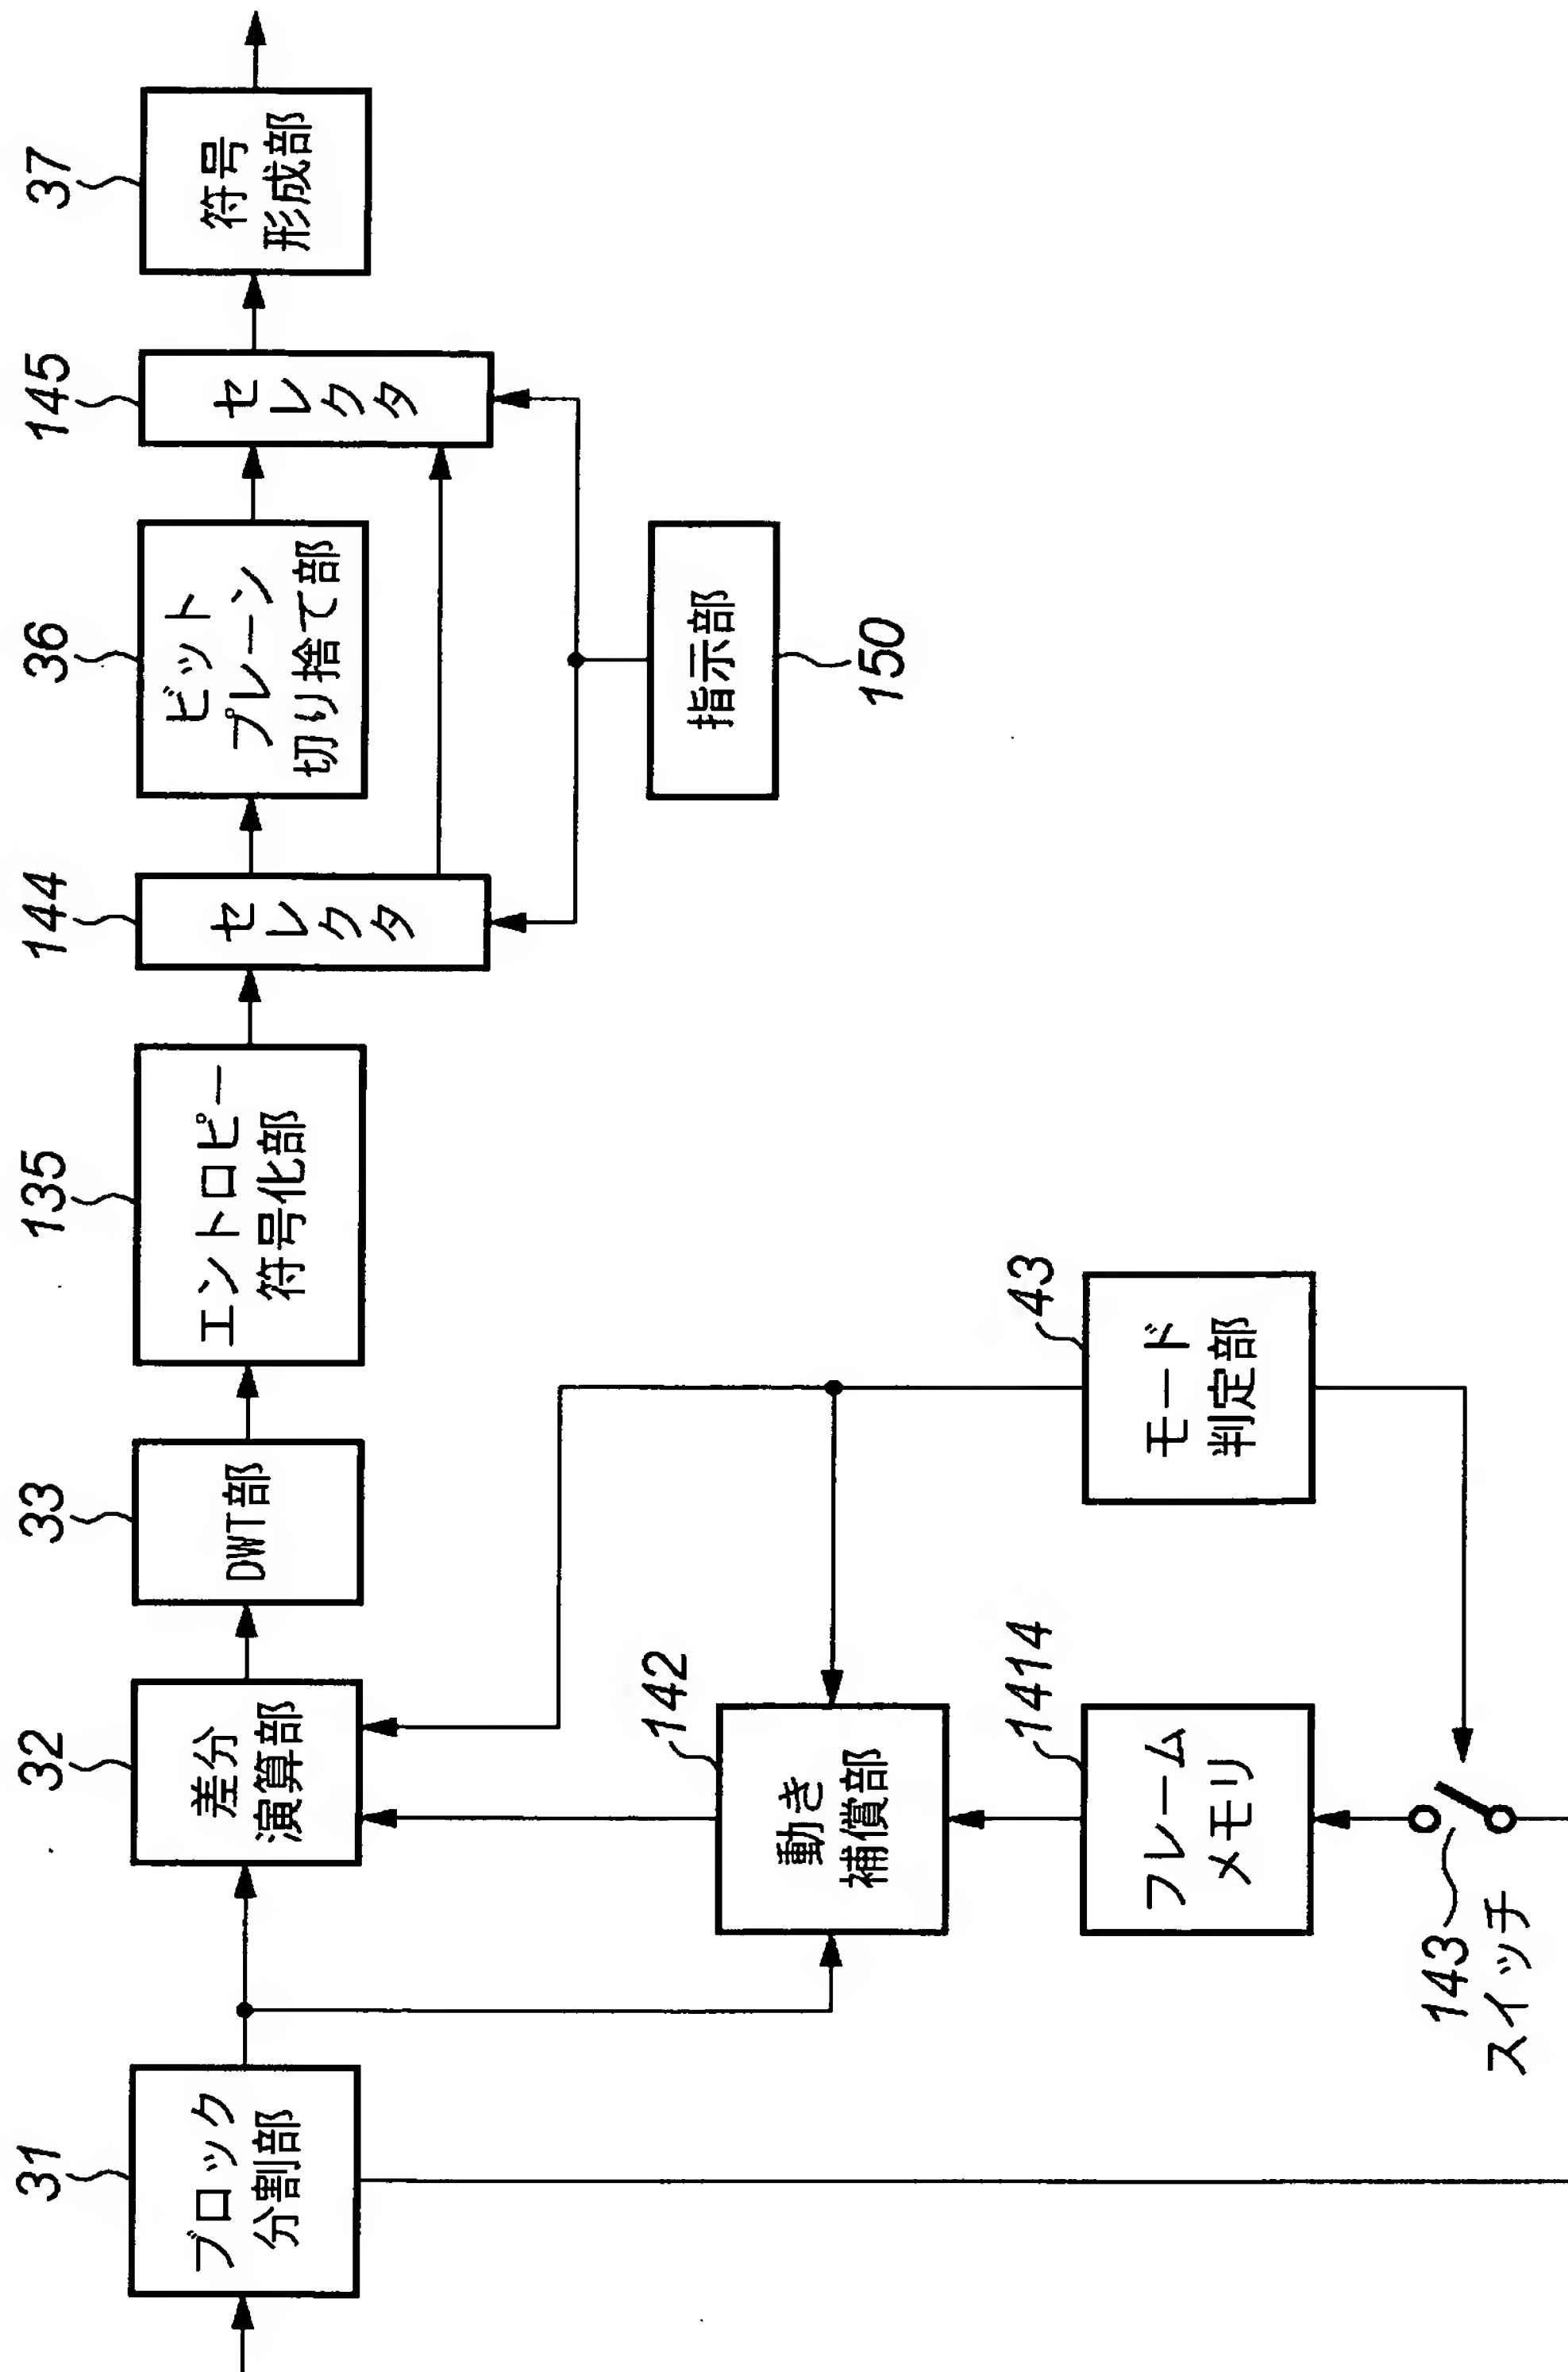 31
ブロック
分割部
32
差分
演算部
33
DWT部
135
エントロピー
符号化部
144
セレクタ
36
ビット
プレーン
切り捨て部
145
セレクタ
37
符号
形成部
指示部
150
142
動き
補償部
1414
フレーム
メモリ
43
モード
判定部
143
スイッチ